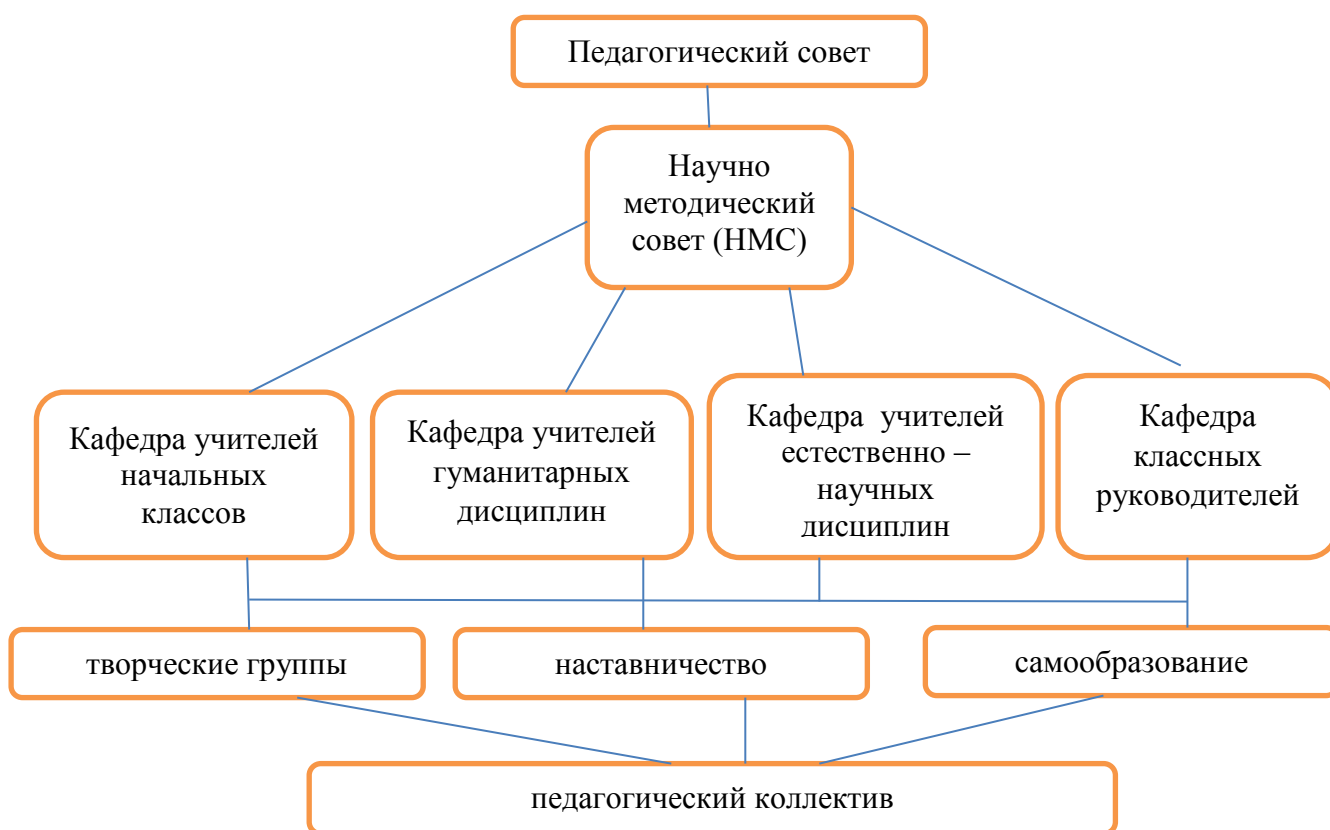 Педагогический совет
Научно
методический
совет (НМС)
Кафедра учителей
начальных
классов
Кафедра учителей
гуманитарных
дисциплин
Кафедра учителей
естественно –
научных
дисциплин
Кафедра
классных
руководителей
творческие группы
наставничество
самообразование
педагогический коллектив